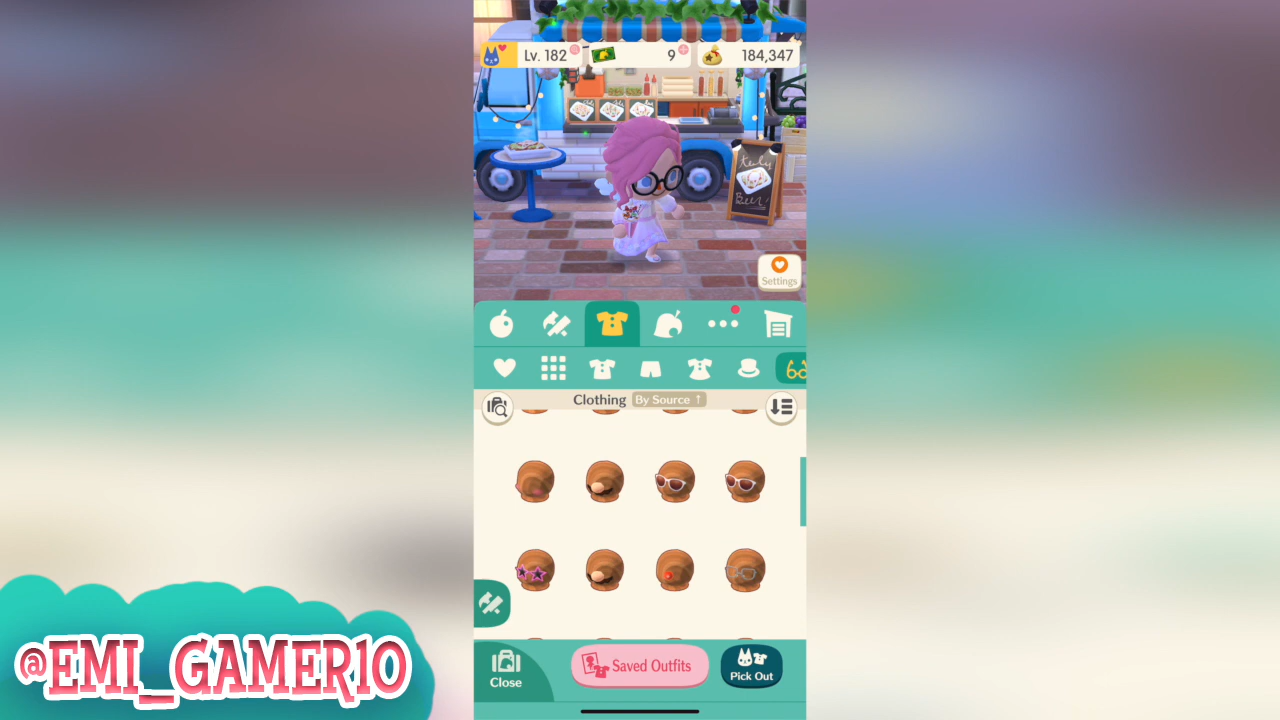 Lv. 182
9
184,347
Settings
Clothing By Source ↑
Close
Saved Outfits
Pick Out
@EMI_GAMER10